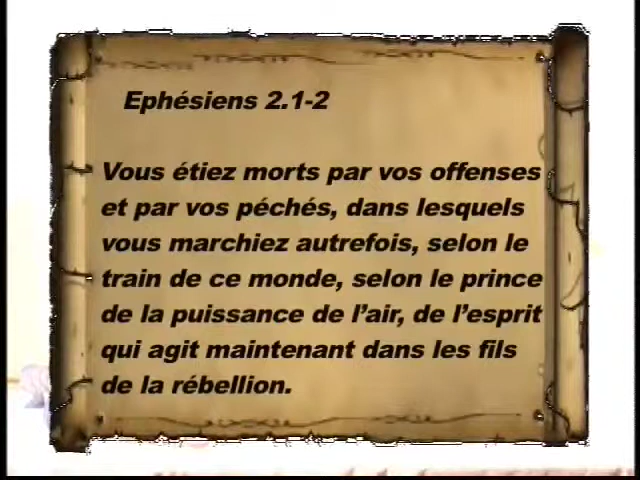 Ephésiens 2.1-2
Vous étiez morts par vos offenses
et par vos péchés, dans lesquels
vous marchiez autrefois, selon le
train de ce monde, selon le prince
de la puissance de l'air, de l'esprit
qui agit maintenant dans les fils
de la rébellion.